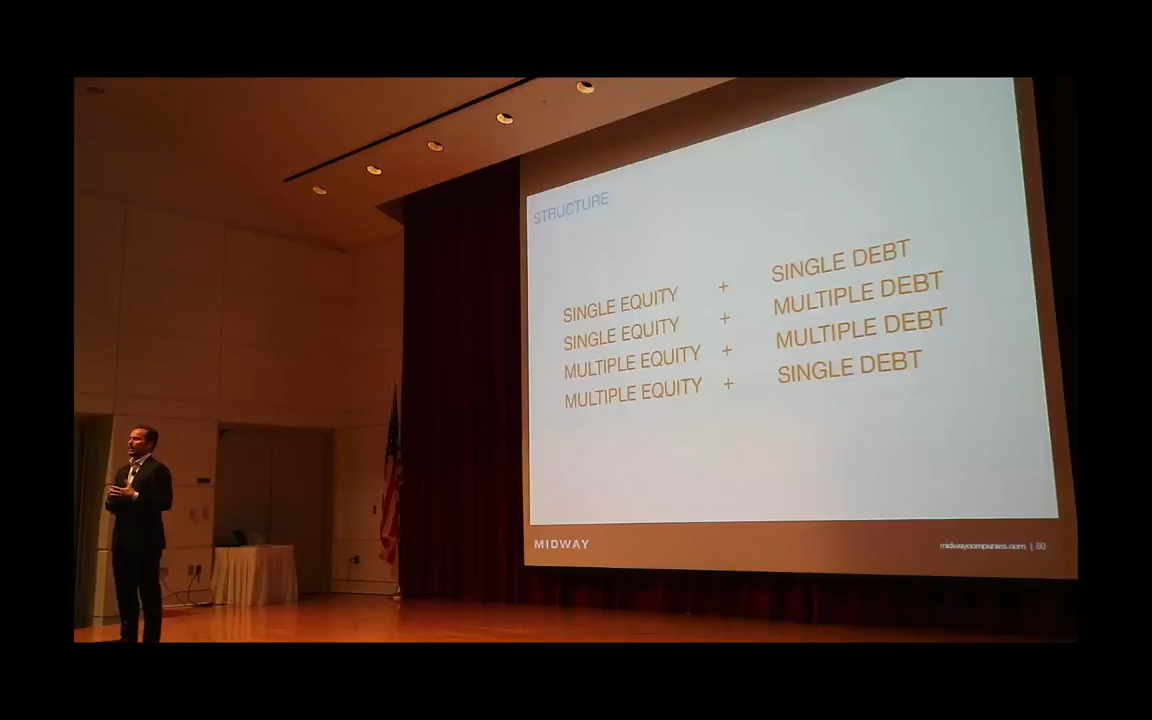 STRUCTURE
SINGLE EQUITY + SINGLE DEBT
SINGLE EQUITY + MULTIPLE DEBT
MULTIPLE EQUITY + MULTIPLE DEBT
MULTIPLE EQUITY + SINGLE DEBT
MIDWAY
midwaycompanies.com | 80